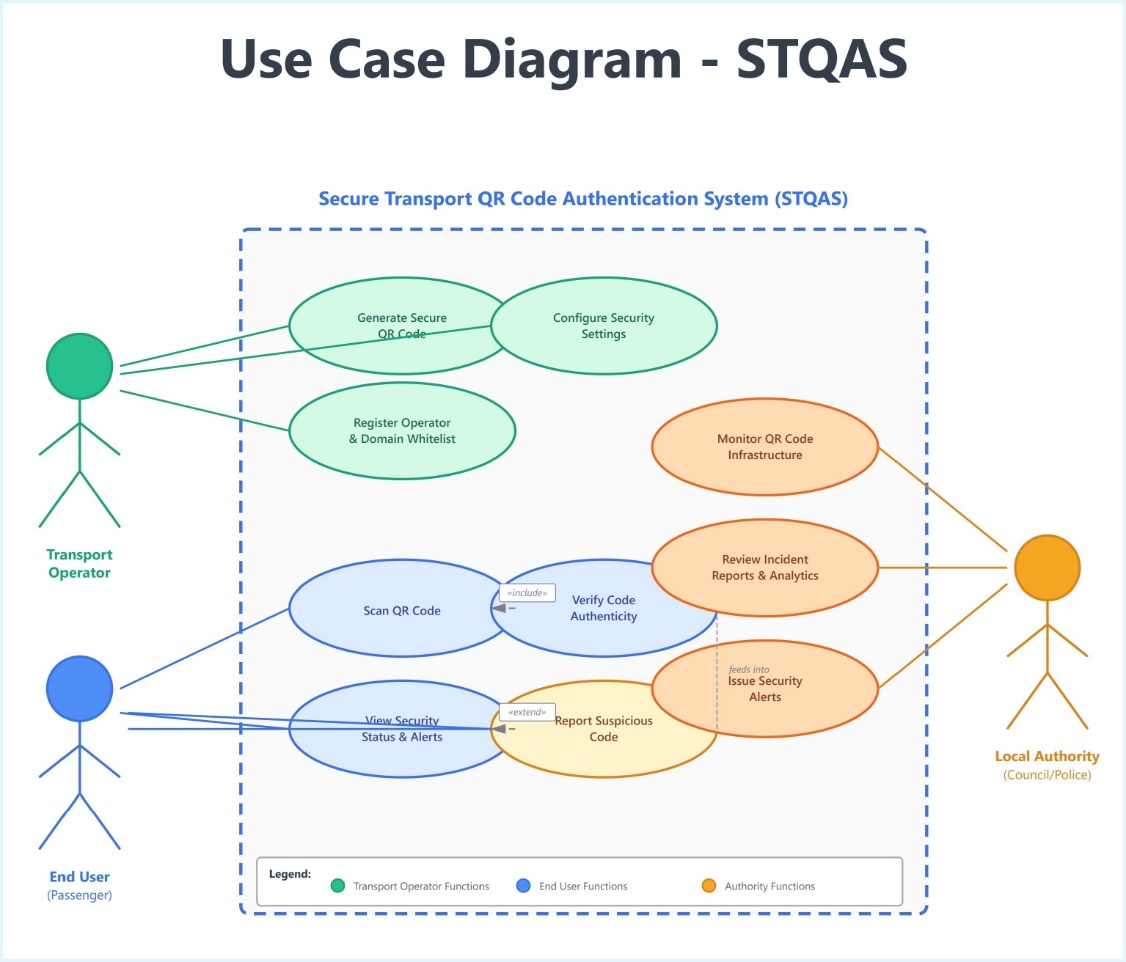 Use Case Diagram - STQAS
Secure Transport QR Code Authentication System (STQAS)
Generate Secure
QR Code
Configure Security
Settings
Register Operator
& Domain Whitelist
Monitor QR Code
Infrastructure
Transport
Operator
Review Incident
Reports & Analytics
Scan QR Code
«include»
Verify Code
Authenticity
feeds into
Issue Security
Alerts
View Security
Status & Alerts
«extend»
Report Suspicious
Code
Local Authority
(Council/Police)
End User
(Passenger)
Legend:
Transport Operator Functions
End User Functions
Authority Functions